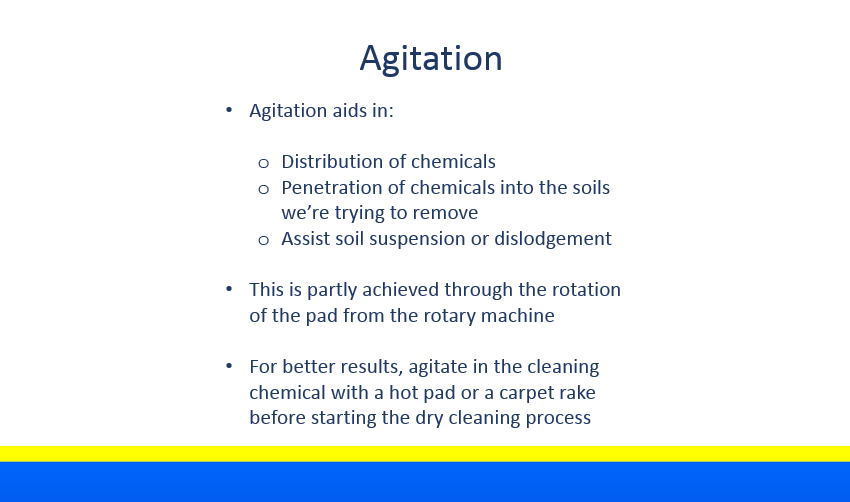 Agitation
• Agitation aids in:
o Distribution of chemicals
o Penetration of chemicals into the soils
we’re trying to remove
o Assist soil suspension or dislodgement
• This is partly achieved through the rotation
of the pad from the rotary machine
• For better results, agitate in the cleaning
chemical with a hot pad or a carpet rake
before starting the dry cleaning process